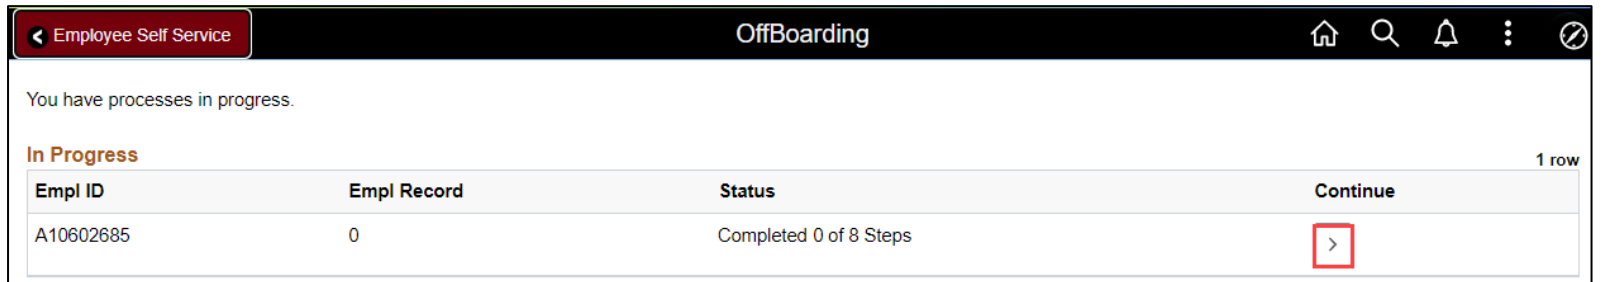 Employee Self Service
OffBoarding
You have processes in progress.
In Progress
1 row
Empl ID Empl Record Status Continue
A10602685 0 Completed 0 of 8 Steps